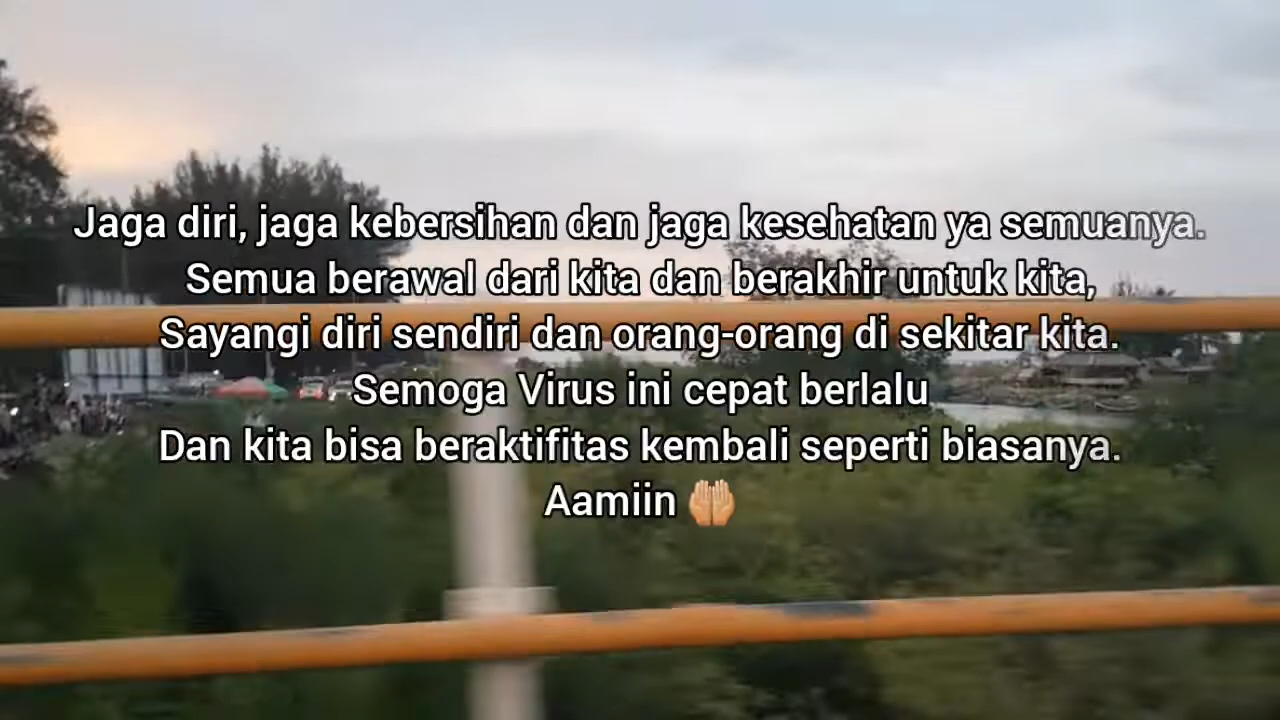 Jaga diri, jaga kebersihan dan jaga kesehatan ya semuanya.
Semua berawal dari kita dan berakhir untuk kita,
Sayangi diri sendiri dan orang-orang di sekitar kita.
Semoga Virus ini cepat berlalu
Dan kita bisa beraktifitas kembali seperti biasanya.
Aamiin 🤲🏼